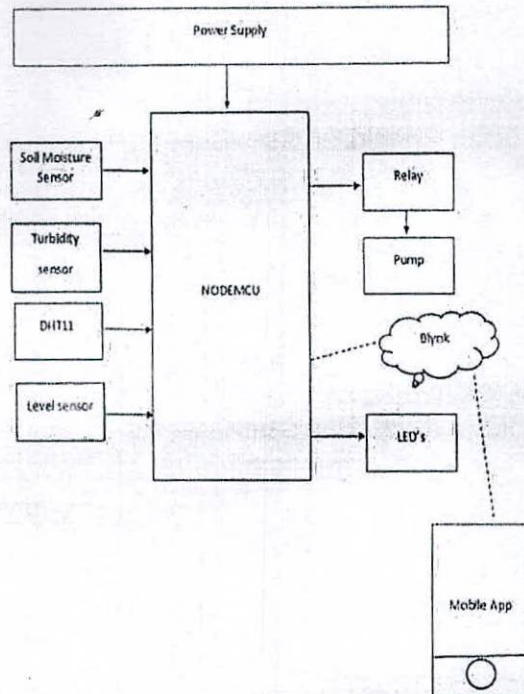 Power Supply
Soil Moisture
Sensor
Relay
Turbidity
sensor
Pump
NODEMCU
DHT11
Blynk
Level sensor
LED's
Mobile App